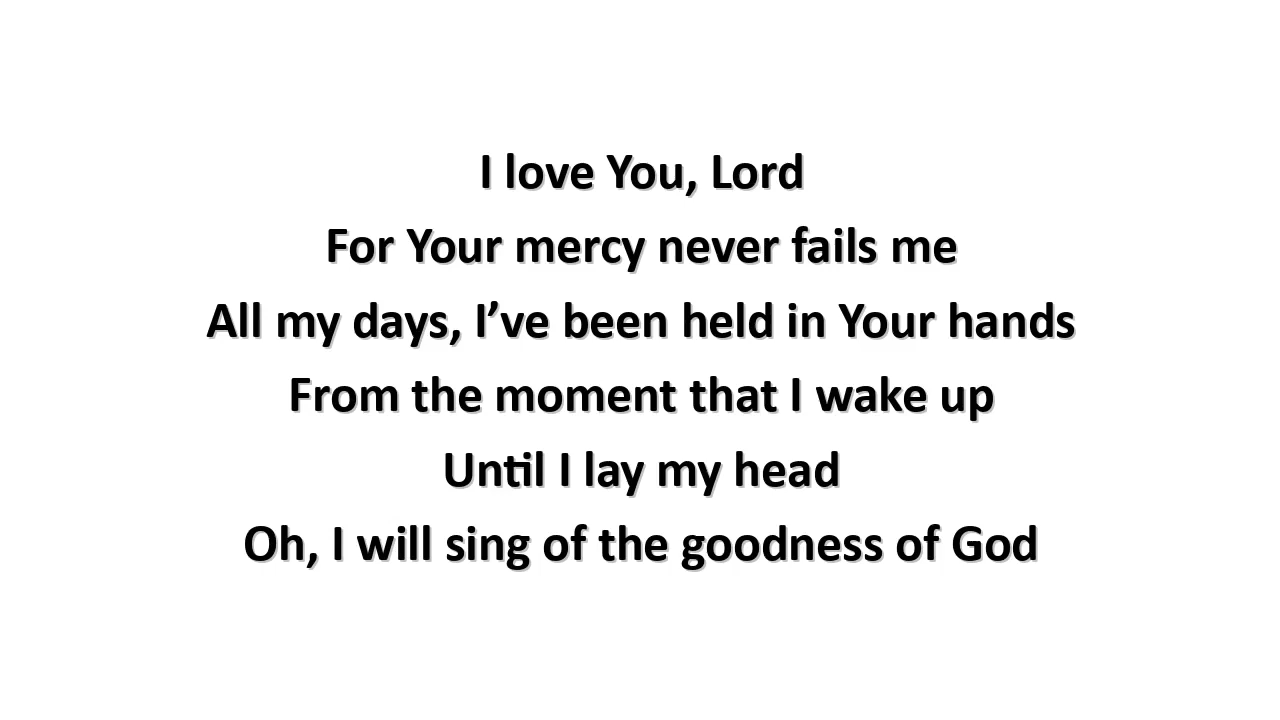 I love You, Lord
For Your mercy never fails me
All my days, I’ve been held in Your hands
From the moment that I wake up
Until I lay my head
Oh, I will sing of the goodness of God